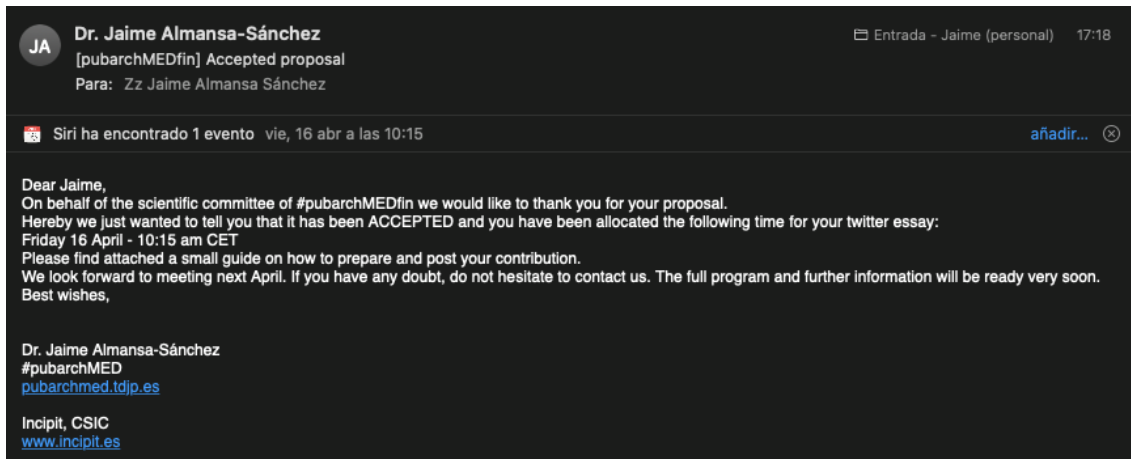 JA
Dr. Jaime Almansa-Sánchez
Entrada - Jaime (personal) 17:18
[pubarchMEDfin] Accepted proposal
Para: Zz Jaime Almansa Sánchez
Siri ha encontrado 1 evento vie, 16 abr a las 10:15 añadir...
Dear Jaime,
On behalf of the scientific committee of #pubarchMEDfin we would like to thank you for your proposal.
Hereby we just wanted to tell you that it has been ACCEPTED and you have been allocated the following time for your twitter essay:
Friday 16 April - 10:15 am CET
Please find attached a small guide on how to prepare and post your contribution.
We look forward to meeting next April. If you have any doubt, do not hesitate to contact us. The full program and further information will be ready very soon.
Best wishes,
Dr. Jaime Almansa-Sánchez
#pubarchMED
pubarchmed.tdjp.es
Incipit, CSIC
www.incipit.es